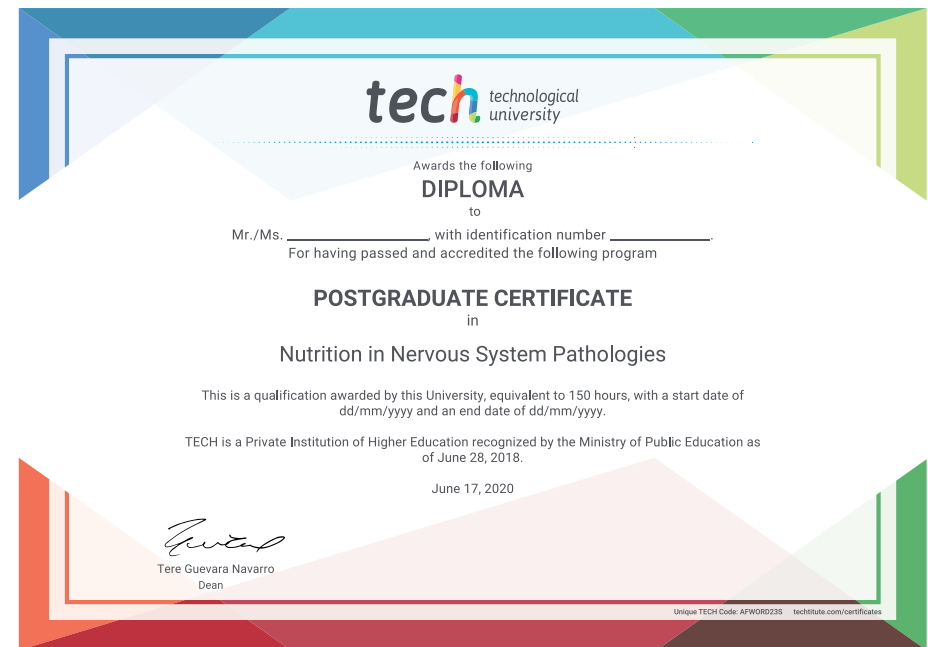 tech technological
university
Awards the following
DIPLOMA
to
Mr./Ms. ____________, with identification number ____________.
For having passed and accredited the following program
POSTGRADUATE CERTIFICATE
in
Nutrition in Nervous System Pathologies
This is a qualification awarded by this University, equivalent to 150 hours, with a start date of
dd/mm/yyyy and an end date of dd/mm/yyyy.
TECH is a Private Institution of Higher Education recognized by the Ministry of Public Education as
of June 28, 2018.
June 17, 2020
Tere Guevara Navarro
Dean
Unique TECH Code: AFWORD23S techtitute.com/certificates